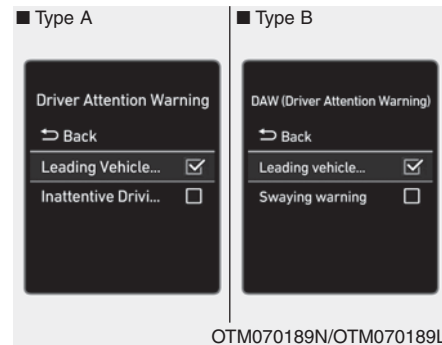 ■ Type A
Driver Attention Warning
Back
Leading Vehicle...
Inattentive Drivi...
■ Type B
DAW (Driver Attention Warning)
Back
Leading vehicle...
Swaying warning
OTM070189N/OTM070189L